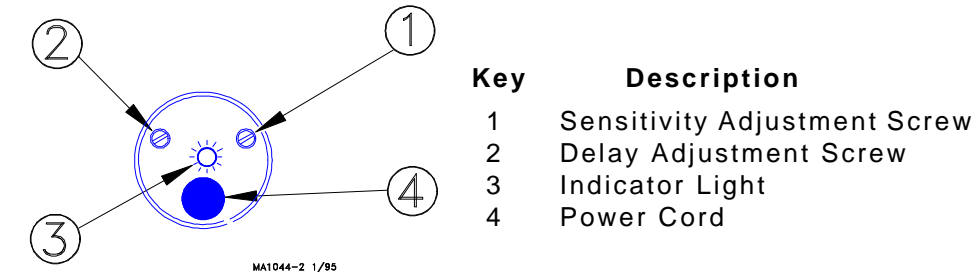 2
1
3
4
MA1044-2 1/95
Key Description
1 Sensitivity Adjustment Screw
2 Delay Adjustment Screw
3 Indicator Light
4 Power Cord